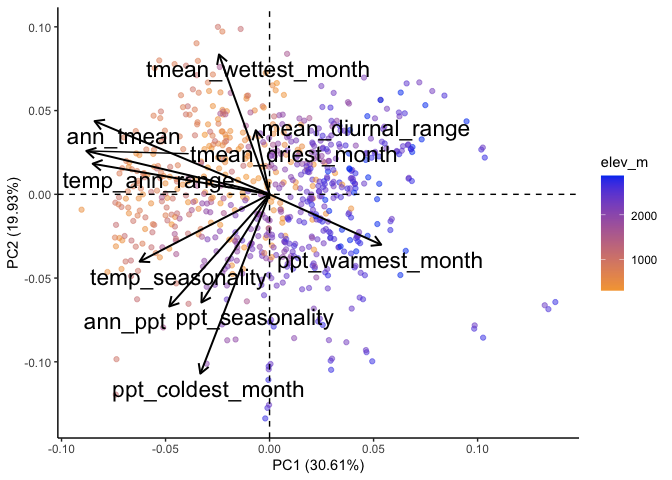 0.10
tmean_wettest_month
0.05
mean_diurnal_range
ann_tmean
tmean_driest_month
temp_ann_range
0.00
ppt_warmest_month
temp_seasonality
-0.05
ann_ppt
ppt_seasonality
-0.10
ppt_coldest_month
PC2 (19.93%)
-0.10
-0.05
0.00
0.05
0.10
PC1 (30.61%)
elev_m
2000
1000